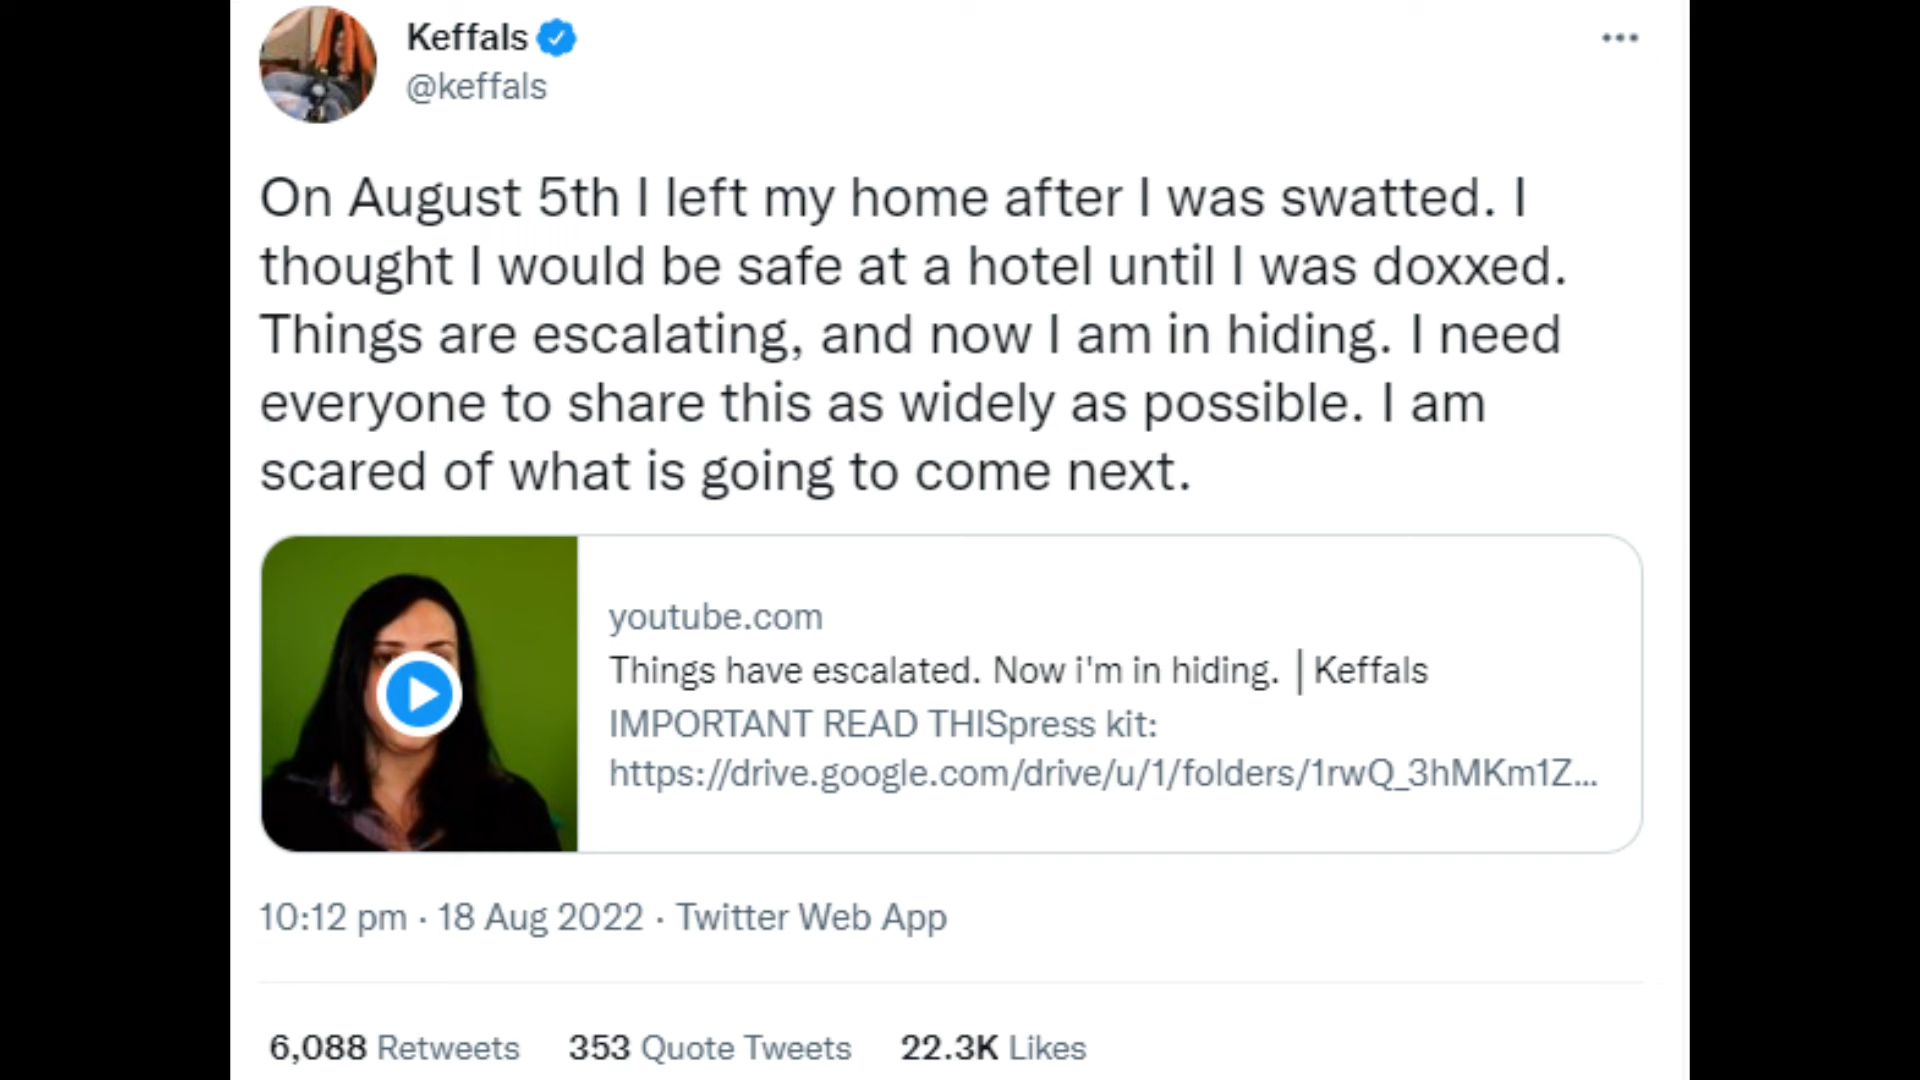 Keffals
@keffals
On August 5th I left my home after I was swatted. I
thought I would be safe at a hotel until I was doxxed.
Things are escalating, and now I am in hiding. I need
everyone to share this as widely as possible. I am
scared of what is going to come next.
youtube.com
Things have escalated. Now i'm in hiding. | Keffals
IMPORTANT READ THISpress kit:
https://drive.google.com/drive/u/1/folders/1rwQ_3hMKm1Z...
10:12 pm · 18 Aug 2022 · Twitter Web App
6,088 Retweets 353 Quote Tweets 22.3K Likes